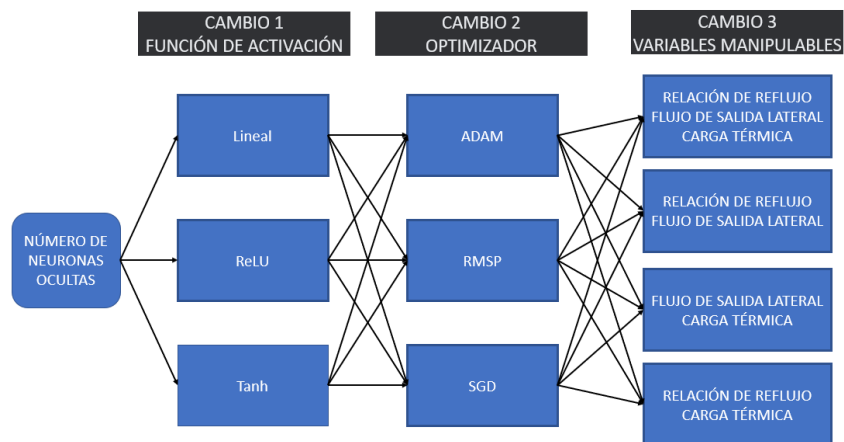 CAMBIO 1
FUNCIÓN DE ACTIVACIÓN
CAMBIO 2
OPTIMIZADOR
CAMBIO 3
VARIABLES MANIPULABLES
NÚMERO DE
NEURONAS
OCULTAS
Lineal
ReLU
Tanh
ADAM
RMSP
SGD
RELACIÓN DE REFLUJO
FLUJO DE SALIDA LATERAL
CARGA TÉRMICA
RELACIÓN DE REFLUJO
FLUJO DE SALIDA LATERAL
FLUJO DE SALIDA LATERAL
CARGA TÉRMICA
RELACIÓN DE REFLUJO
CARGA TÉRMICA